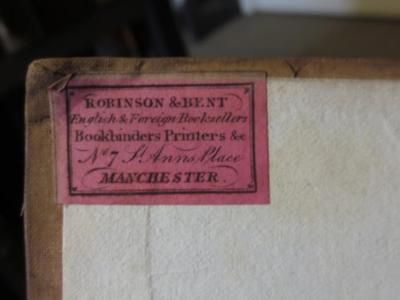 ROBINSON & BENT
English & Foreign Booksellers
Bookbinders Printers &c
No 7 St. Anns Place
MANCHESTER.